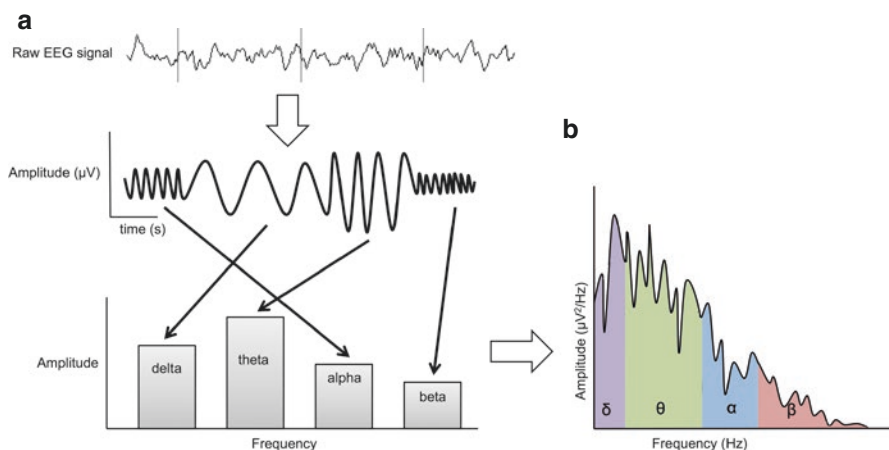 a
Raw EEG signal
Amplitude (µV)
time (s)
Amplitude
delta
theta
alpha
beta
Frequency
b
Amplitude (µV²/Hz)
δ
θ
α
β
Frequency (Hz)